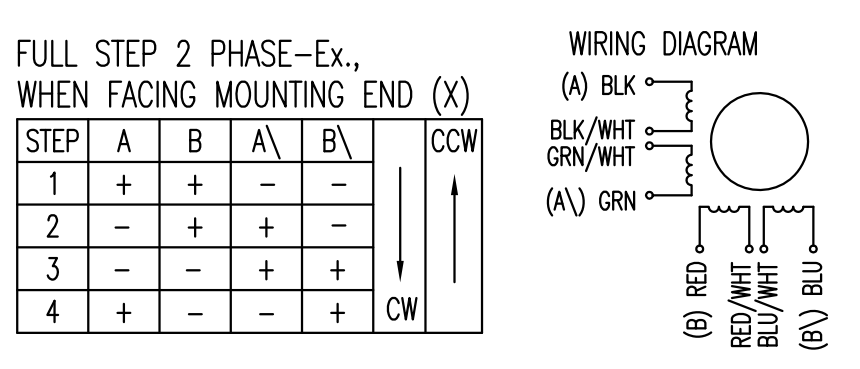 FULL STEP 2 PHASE-Ex.,
WHEN FACING MOUNTING END (X)
STEP A B A\ B\ CCW
1 + + - -
2 - + + -
3 - - + +
4 + - - + CW
WIRING DIAGRAM
(A) BLK
BLK/WHT
GRN/WHT
(A\) GRN
(B) RED
RED/WHT
BLU/WHT
(B\) BLU